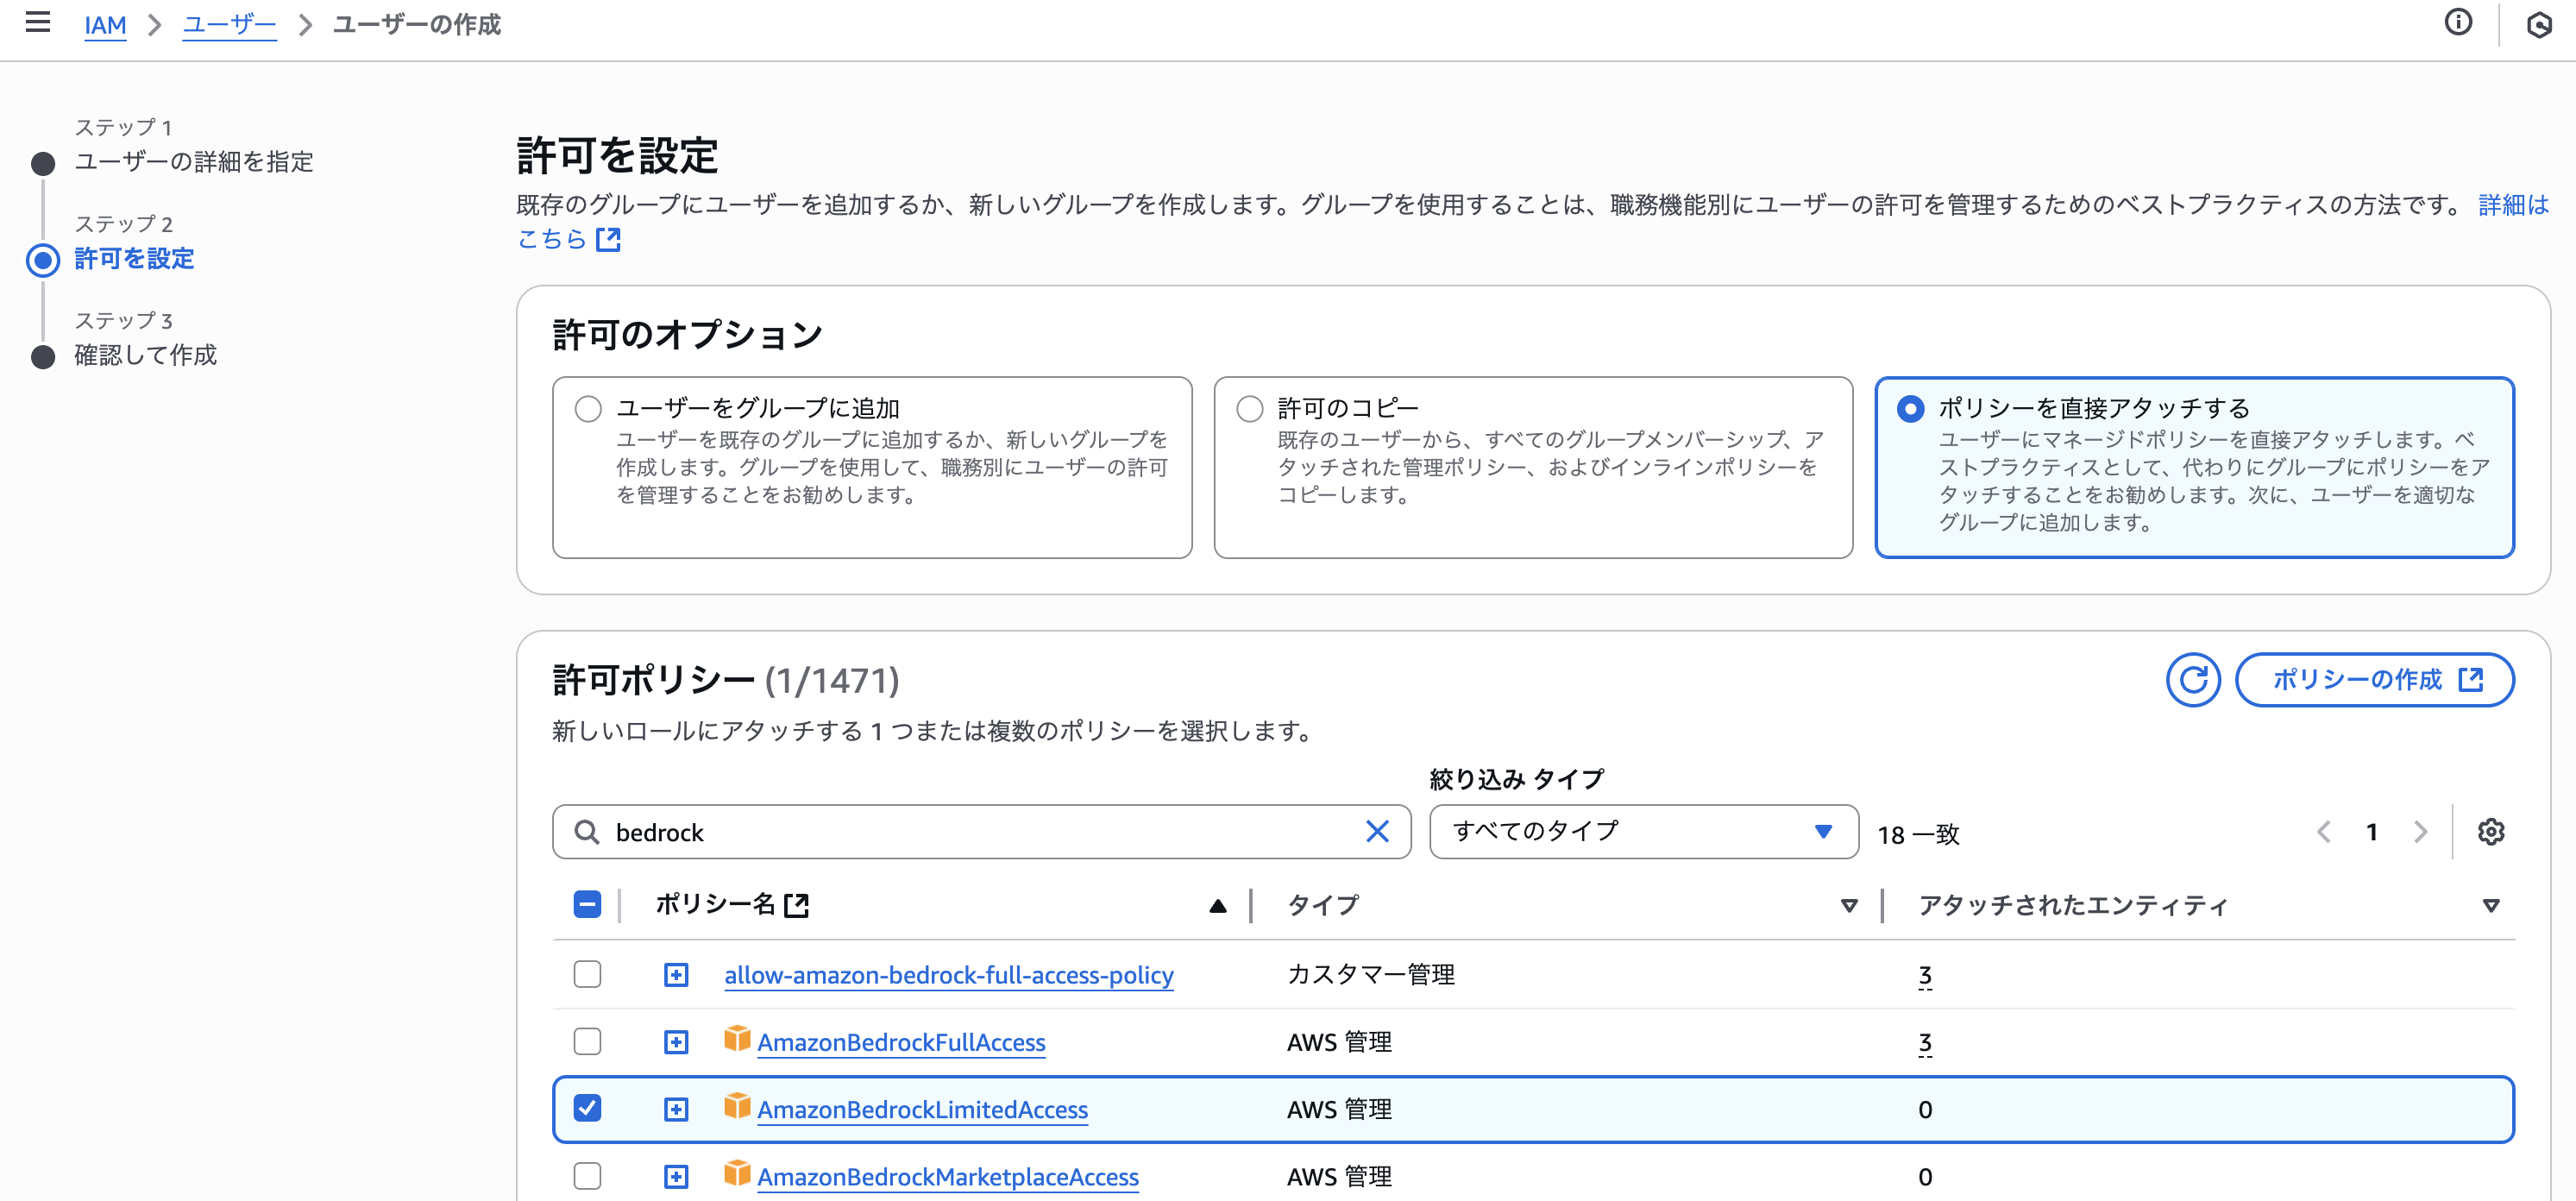 IAM
ユーザー
ユーザーの作成
ステップ 1
ユーザーの詳細を指定
ステップ 2
許可を設定
ステップ 3
確認して作成
許可を設定
既存のグループにユーザーを追加するか、新しいグループを作成します。グループを使用することは、職務機能別にユーザーの許可を管理するためのベストプラクティスの方法です。 詳細は
こちら
許可のオプション
ユーザーをグループに追加
ユーザーを既存のグループに追加するか、新しいグループを
作成します。グループを使用して、職務別にユーザーの許可
を管理することをお勧めします。
許可のコピー
既存のユーザーから、すべてのグループメンバーシップ、ア
タッチされた管理ポリシー、およびインラインポリシーを
コピーします。
ポリシーを直接アタッチする
ユーザーにマネージドポリシーを直接アタッチします。ベ
ストプラクティスとして、代わりにグループにポリシーをア
タッチすることをお勧めします。次に、ユーザーを適切な
グループに追加します。
許可ポリシー (1/1471)
ポリシーの作成
新しいロールにアタッチする 1 つまたは複数のポリシーを選択します。
絞り込み タイプ
bedrock
すべてのタイプ
18 一致
1
ポリシー名
タイプ
アタッチされたエンティティ
allow-amazon-bedrock-full-access-policy
カスタマー管理
3
AmazonBedrockFullAccess
AWS 管理
3
AmazonBedrockLimitedAccess
AWS 管理
0
AmazonBedrockMarketplaceAccess
AWS 管理
0